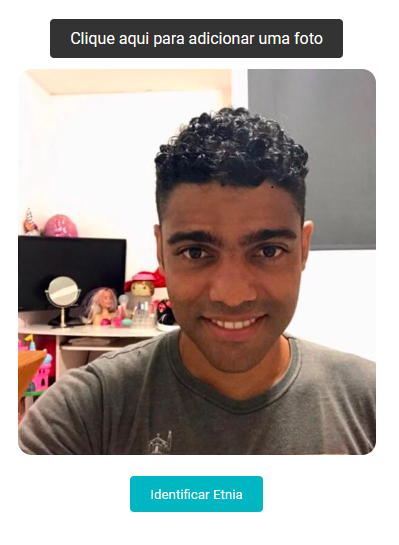 Clique aqui para adicionar uma foto
Identificar Etnia